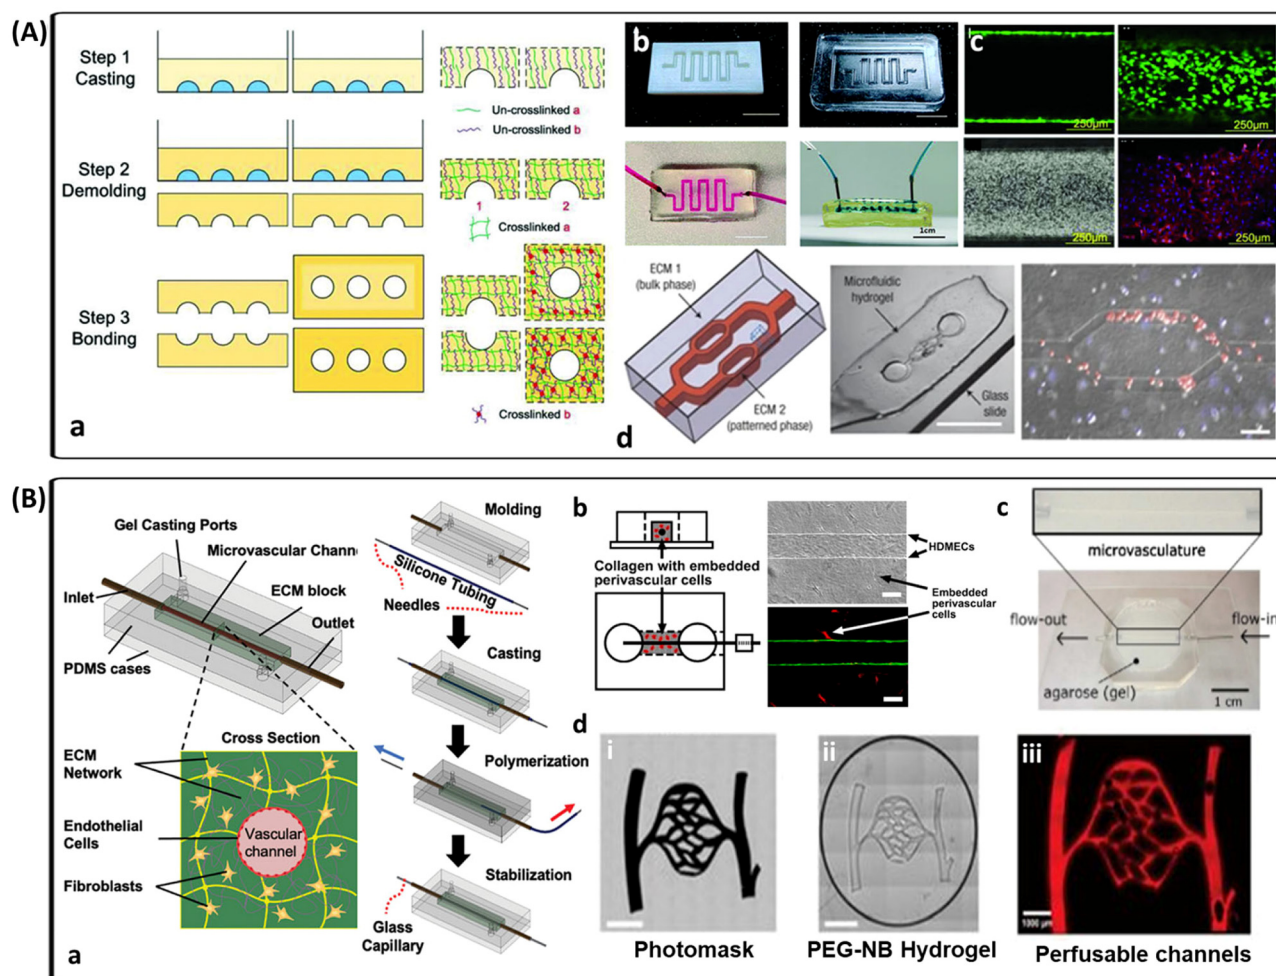 (A)
Step 1
Casting
Un-crosslinked a
Un-crosslinked b
Step 2
Demolding
1 2
Crosslinked a
Step 3
Bonding
Crosslinked b
a
b
1cm
c
250µm
250µm
250µm
250µm
ECM 1
(bulk phase)
ECM 2
(patterned phase)
Microfluidic
hydrogel
Glass
slide
d
(B)
Gel Casting Ports
Microvascular Channe
ECM block
Inlet
Outlet
PDMS cases
Cross Section
ECM
Network
Endothelial
Cells
Vascular
channel
Fibroblasts
a
Molding
Silicone Tubing
Needles
Casting
Polymerization
Stabilization
Glass
Capillary
b
Collagen with embedded
perivascular cells
HDMECs
Embedded
perivascular
cells
c
microvasculature
flow-out
flow-in
agarose (gel)
1 cm
d
i
ii
iii
1000 µm
Photomask
PEG-NB Hydrogel
Perfusable channels